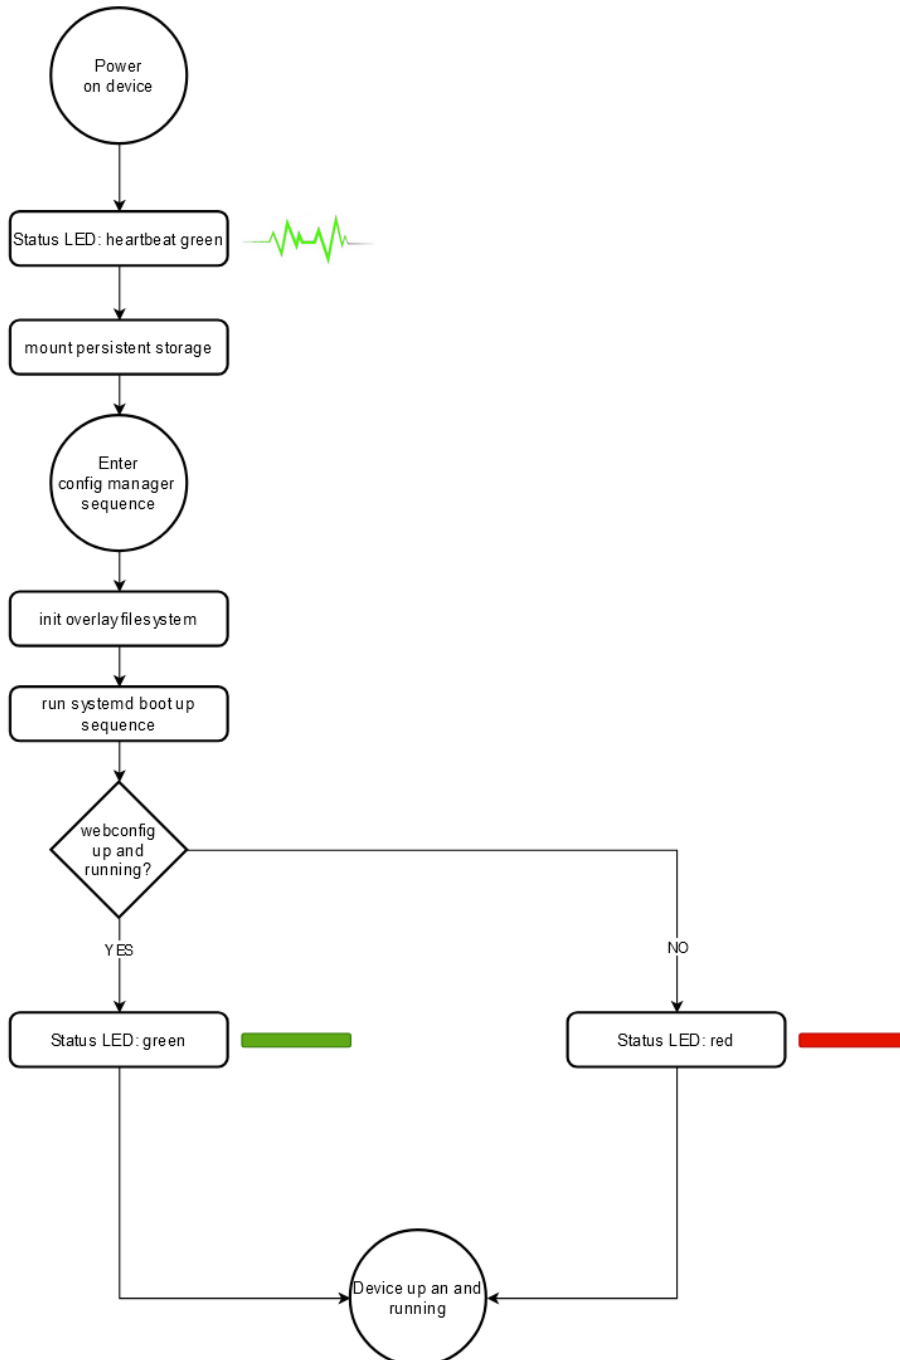 Power
on device
Status LED: heartbeat green
mount persistent storage
Enter
config manager
sequence
init overlay filesystem
run systemd boot up
sequence
webconfig
up and
running?
YES
NO
Status LED: green
Status LED: red
Device up an and
running